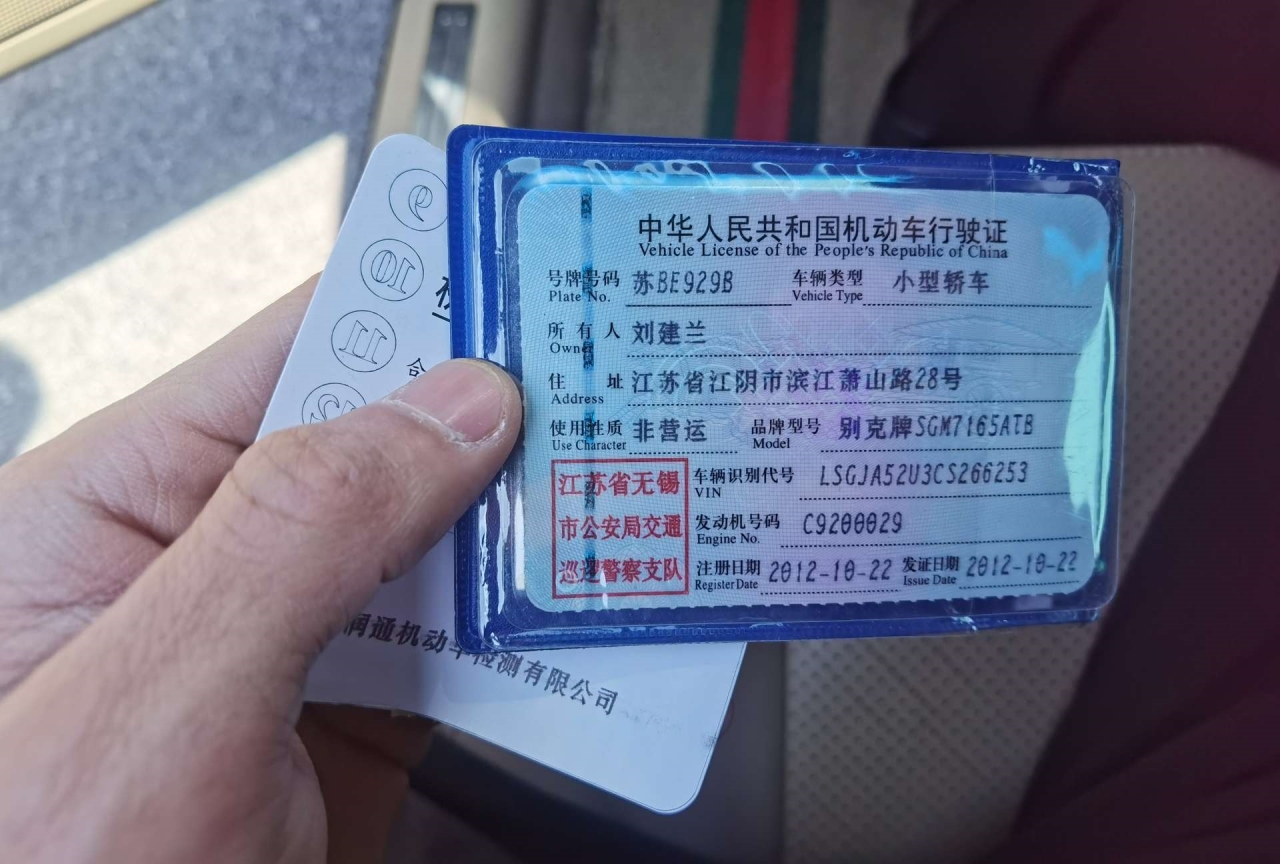 中华人民共和国机动车行驶证
Vehicle License of the People's Republic of China
号牌号码 苏BE929B 车辆类型 小型轿车
Plate No. Vehicle Type
所有人 刘建兰
Owner
住址 江苏省江阴市滨江萧山路28号
Address
使用性质 非营运 品牌型号 别克牌SGM7165ATB
Use Character Model
江苏省无锡
市公安局交通
巡逻警察支队
车辆识别代号 LSGJA52U3CS266253
VIN
发动机号码 C9200029
Engine No.
注册日期 2012-10-22 发证日期 2012-10-22
Register Date Issue Date
9
10
11
12
合
润通机动车检测有限公司